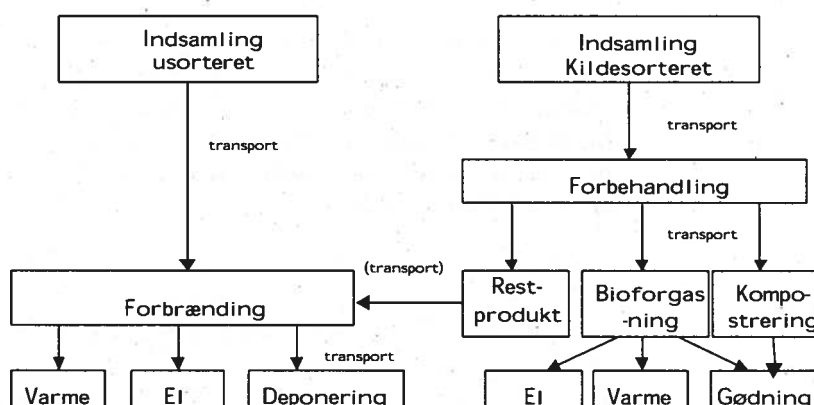 Indsamling
usorteret
Indsamling
Kildesorteret
transport
transport
Forbehandling
transport
(transport)
Forbrænding
Rest-
produkt
Bioforgas
-ning
Kompo-
strering
transport
Varme
El
Deponering
El
Varme
Gødning